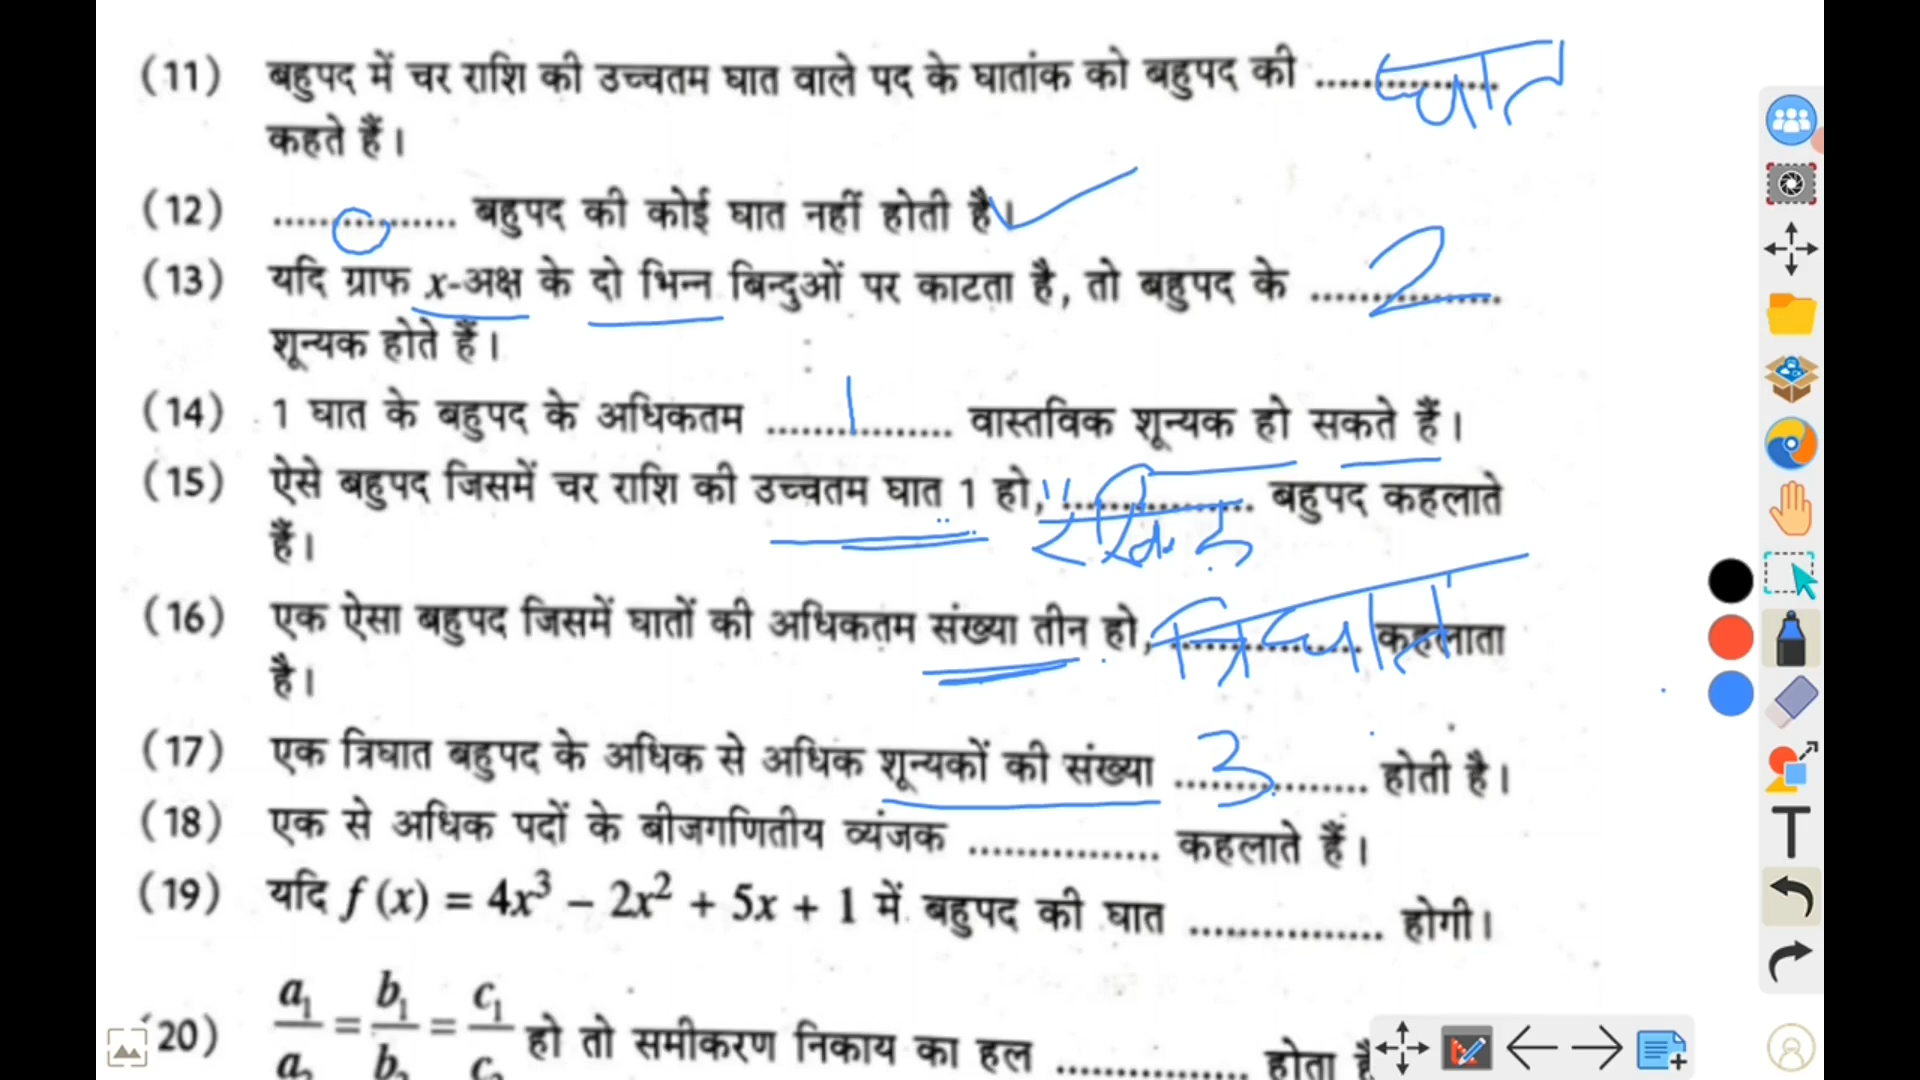 (11) बहुपद में चर राशि की उच्चतम घात वाले पद के घातांक को बहुपद की ................ घात
कहते हैं।
(12) ......0......... बहुपद की कोई घात नहीं होती है।
(13) यदि ग्राफ x-अक्ष के दो भिन्न बिन्दुओं पर काटता है, तो बहुपद के ......2.........
शून्यक होते हैं।
(14) 1 घात के बहुपद के अधिकतम ......1......... वास्तविक शून्यक हो सकते हैं।
(15) ऐसे बहुपद जिसमें चर राशि की उच्चतम घात 1 हो, ................ रैखिक बहुपद कहलाते
हैं।
(16) एक ऐसा बहुपद जिसमें घातों की अधिकतम संख्या तीन हो, ................ त्रिघात कहलाता
है।
(17) एक त्रिघात बहुपद के अधिक से अधिक शून्यकों की संख्या ......3......... होती है।
(18) एक से अधिक पदों के बीजगणितीय व्यंजक ................ कहलाते हैं।
(19) यदि f (x) = 4x³ − 2x² + 5x + 1 में बहुपद की घात ................ होगी।
20) a₁/a₂ = b₁/b₂ = c₁/c₂ हो तो समीकरण निकाय का हल ................ होता है
T